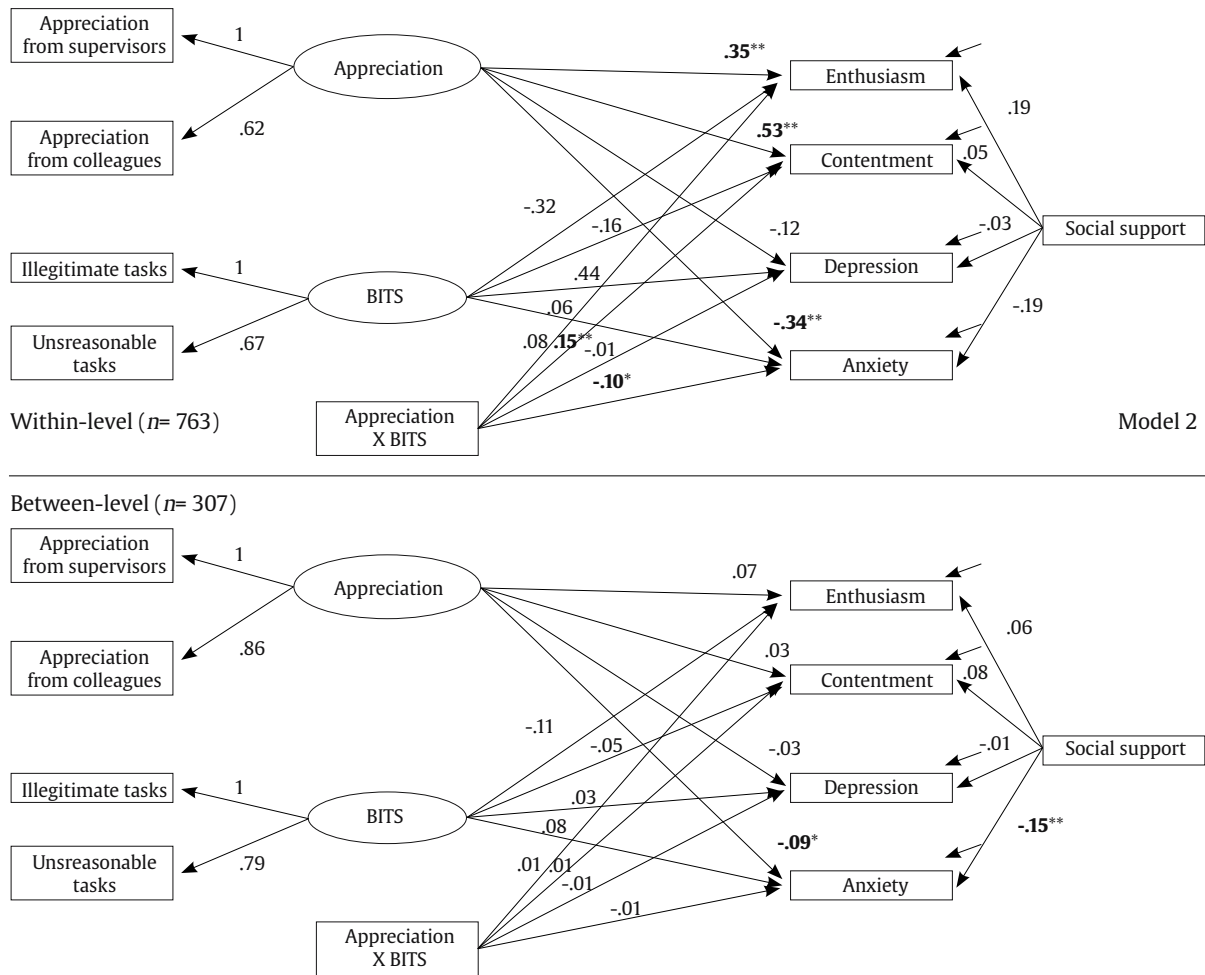 Appreciation
from supervisors
1
Appreciation
.35**
Enthusiasm
.19
Appreciation
from colleagues
.62
.53**
Contentment
.05
-.32
-.16
-.12
-.03
Social support
Illegitimate tasks
1
BITS
.44
Depression
.06
-.19
Unsreasonable
tasks
.67
.08
.15**
-.01
-.34**
Anxiety
-.10*
Within-level (n= 763)
Appreciation
X BITS
Model 2
Between-level (n= 307)
Appreciation
from supervisors
1
Appreciation
.07
Enthusiasm
.06
Appreciation
from colleagues
.86
.03
Contentment
.08
-.11
-.05
-.03
-.01
Social support
Illegitimate tasks
1
BITS
.03
Depression
.08
-.15**
Unsreasonable
tasks
.79
.01
.01
-.01
-.09*
Anxiety
-.01
Appreciation
X BITS